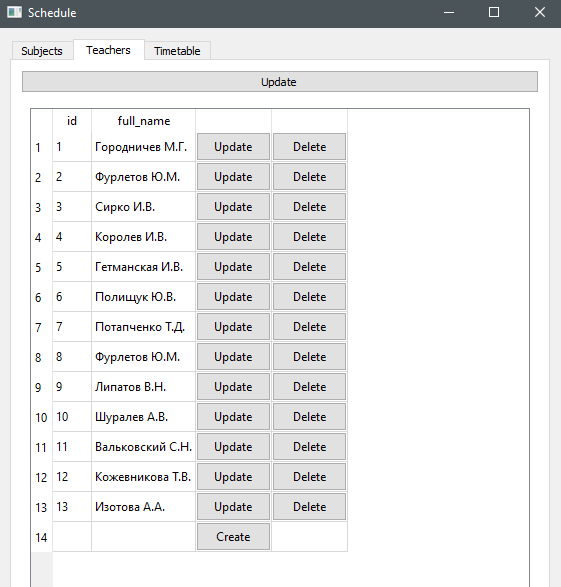 Schedule
Subjects Teachers Timetable
Update
id full_name
1 1 Городничев М.Г. Update Delete
2 2 Фурлетов Ю.М. Update Delete
3 3 Сирко И.В. Update Delete
4 4 Королев И.В. Update Delete
5 5 Гетманская И.В. Update Delete
6 6 Полищук Ю.В. Update Delete
7 7 Потапченко Т.Д. Update Delete
8 8 Фурлетов Ю.М. Update Delete
9 9 Липатов В.Н. Update Delete
10 10 Шуралев А.В. Update Delete
11 11 Вальковский С.Н. Update Delete
12 12 Кожевникова Т.В. Update Delete
13 13 Изотова А.А. Update Delete
14 Create